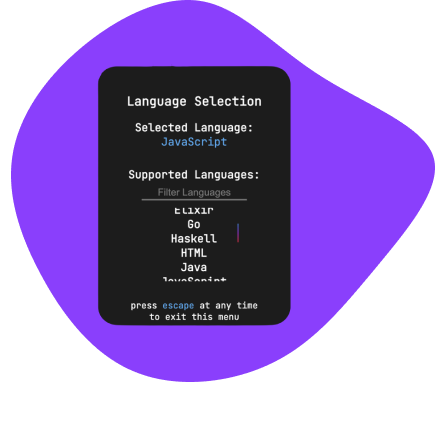 Language Selection
Selected Language:
JavaScript
Supported Languages:
Filter Languages
Elixir
Go
Haskell
HTML
Java
JavaScript
press escape at any time
to exit this menu